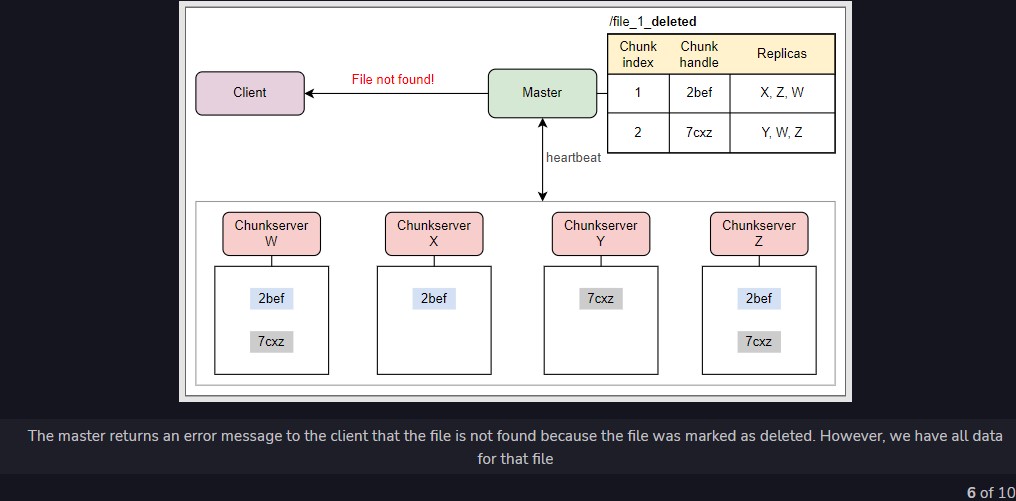 /file_1_deleted
Chunk index
Chunk handle
Replicas
1
2bef
X, Z, W
2
7cxz
Y, W, Z
Client
File not found!
Master
heartbeat
Chunkserver
W
Chunkserver
X
Chunkserver
Y
Chunkserver
Z
2bef
2bef
7cxz
2bef
7cxz
7cxz
The master returns an error message to the client that the file is not found because the file was marked as deleted. However, we have all data
for that file
6 of 10